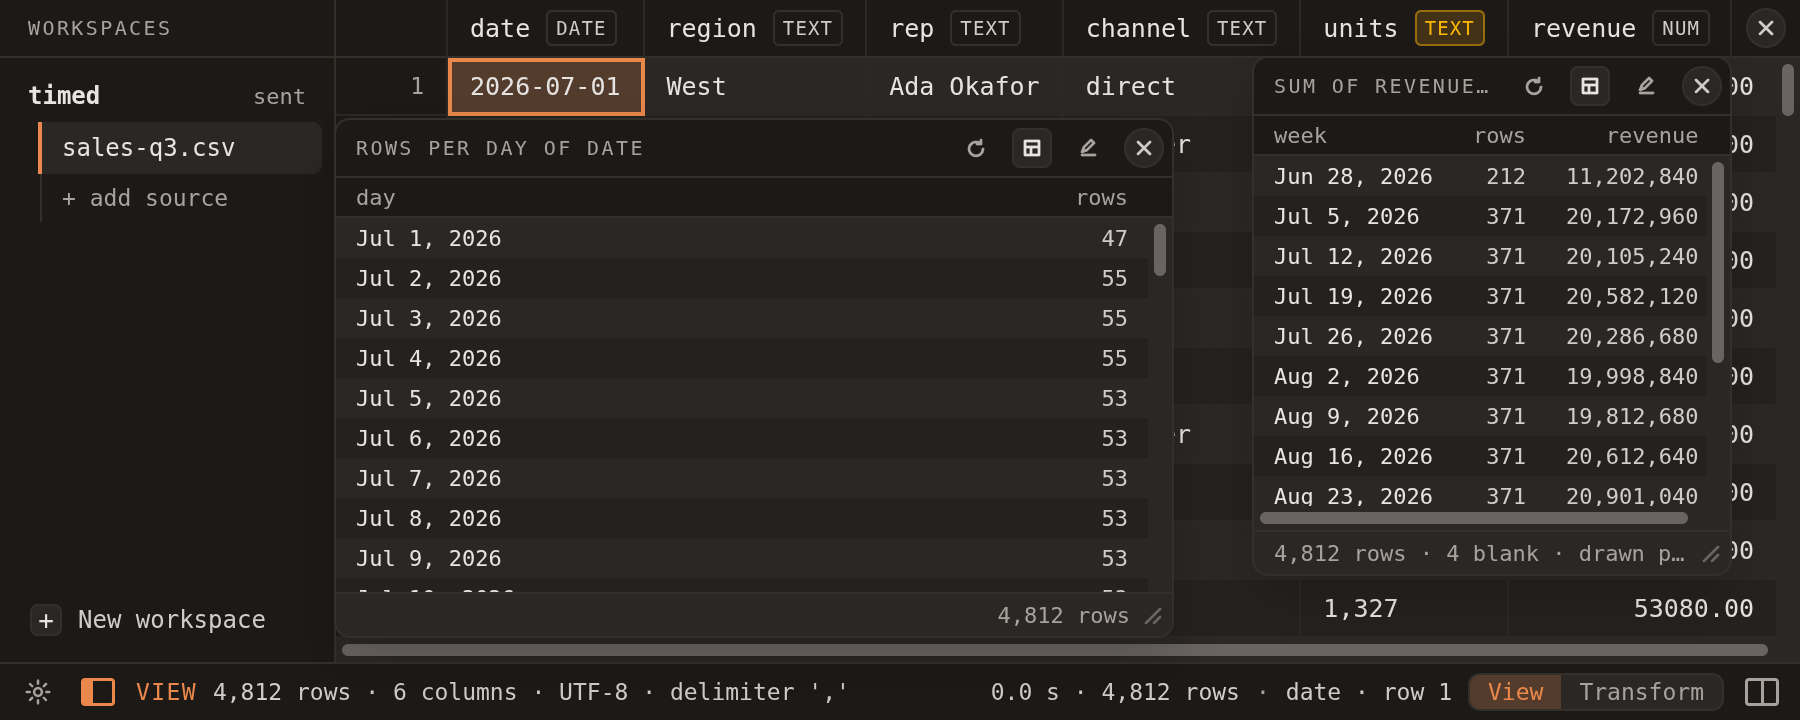 WORKSPACES
date DATE region TEXT rep TEXT channel TEXT units TEXT revenue NUM
timed sent
sales-q3.csv
+ add source
+ New workspace
1 2026-07-01 West Ada Okafor direct
ROWS PER DAY OF DATE
day rows
Jul 1, 2026 47
Jul 2, 2026 55
Jul 3, 2026 55
Jul 4, 2026 55
Jul 5, 2026 53
Jul 6, 2026 53
Jul 7, 2026 53
Jul 8, 2026 53
Jul 9, 2026 53
4,812 rows
SUM OF REVENUE…
week rows revenue
Jun 28, 2026 212 11,202,840
Jul 5, 2026 371 20,172,960
Jul 12, 2026 371 20,105,240
Jul 19, 2026 371 20,582,120
Jul 26, 2026 371 20,286,680
Aug 2, 2026 371 19,998,840
Aug 9, 2026 371 19,812,680
Aug 16, 2026 371 20,612,640
Aug 23, 2026 371 20,901,040
4,812 rows · 4 blank · drawn p…
1,327 53080.00
VIEW 4,812 rows · 6 columns · UTF-8 · delimiter ','
0.0 s · 4,812 rows · date · row 1 View Transform